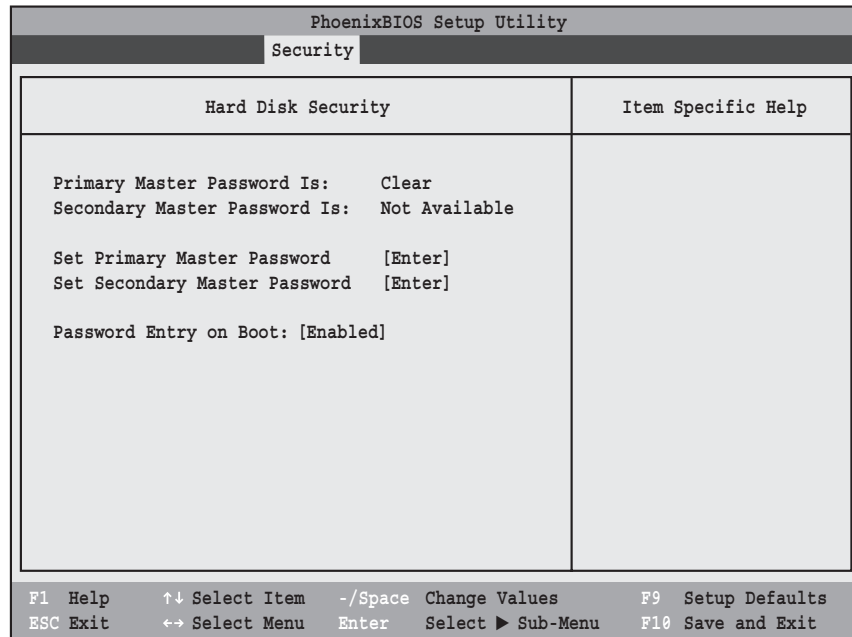 PhoenixBIOS Setup Utility
Security
Hard Disk Security
Item Specific Help
Primary Master Password Is: Clear
Secondary Master Password Is: Not Available
Set Primary Master Password [Enter]
Set Secondary Master Password [Enter]
Password Entry on Boot: [Enabled]
F1 Help ↑↓ Select Item -/Space Change Values F9 Setup Defaults
ESC Exit ←→ Select Menu Enter Select ▶ Sub-Menu F10 Save and Exit